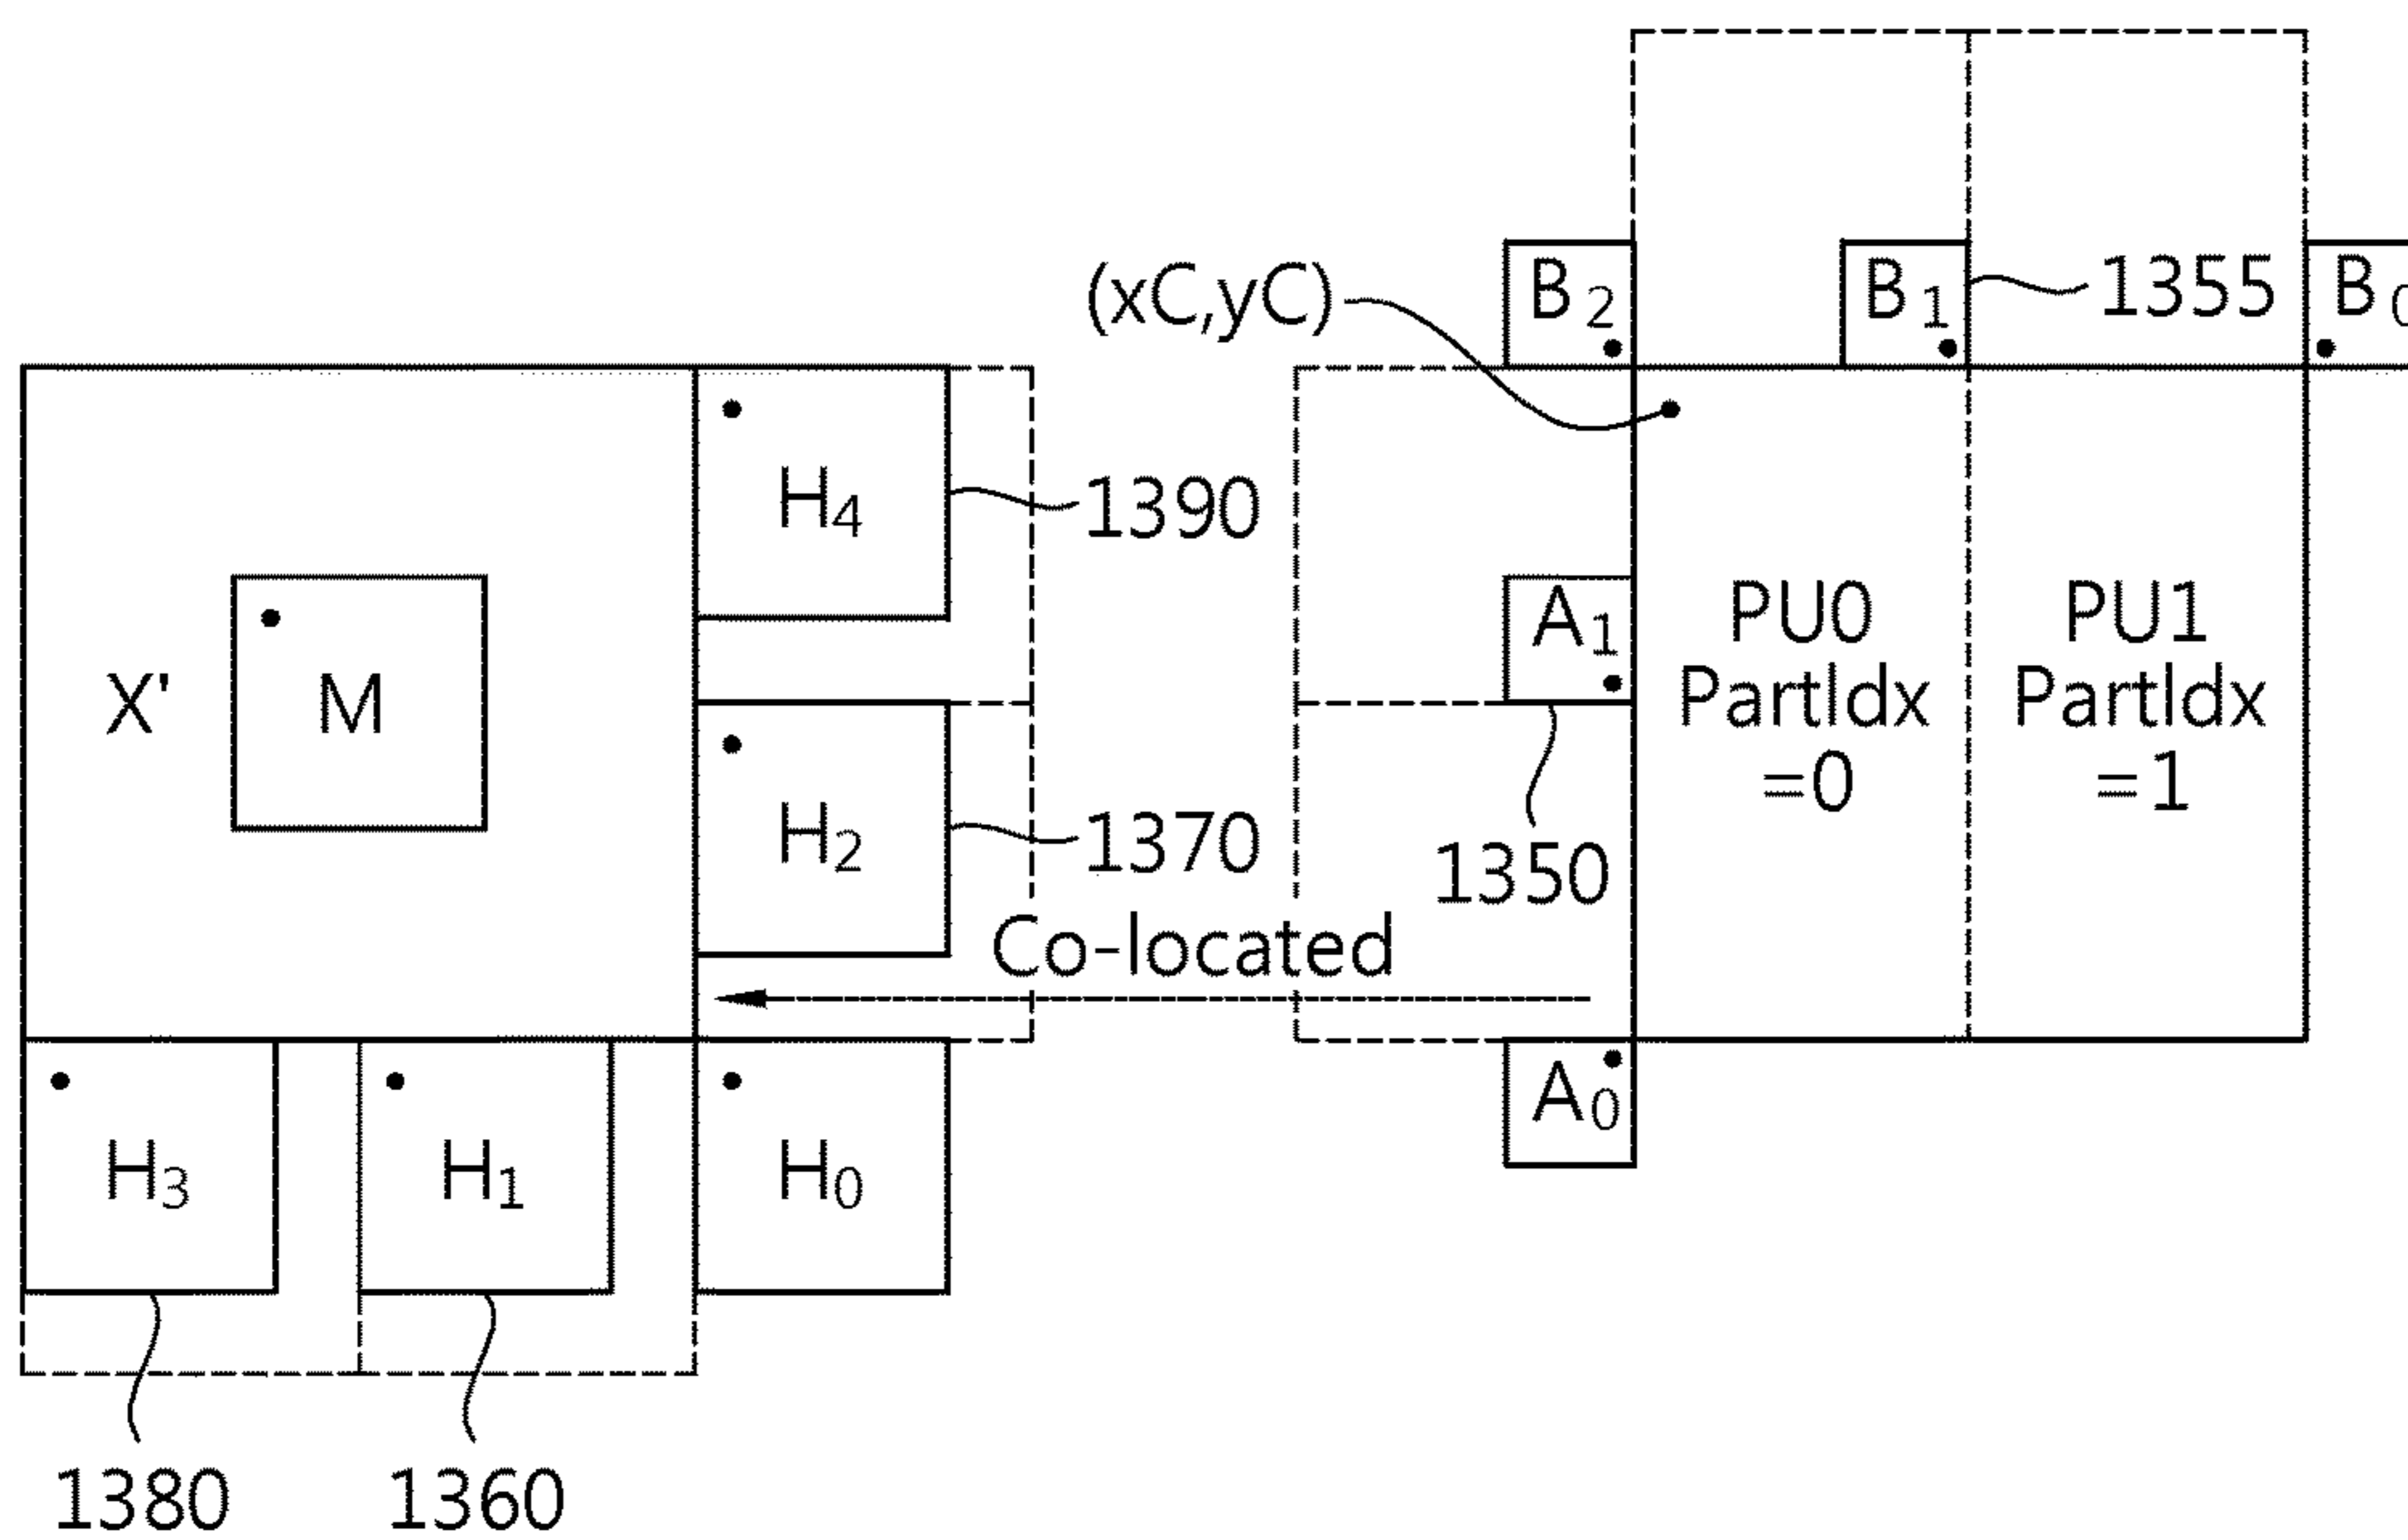 (xC,yC)
B2
B1
1355
B0
H4
1390
X'
M
A1
PU0
PartIdx
=0
PU1
PartIdx
=1
H2
1370
1350
Co-located
H3
H1
H0
A0
1380
1360